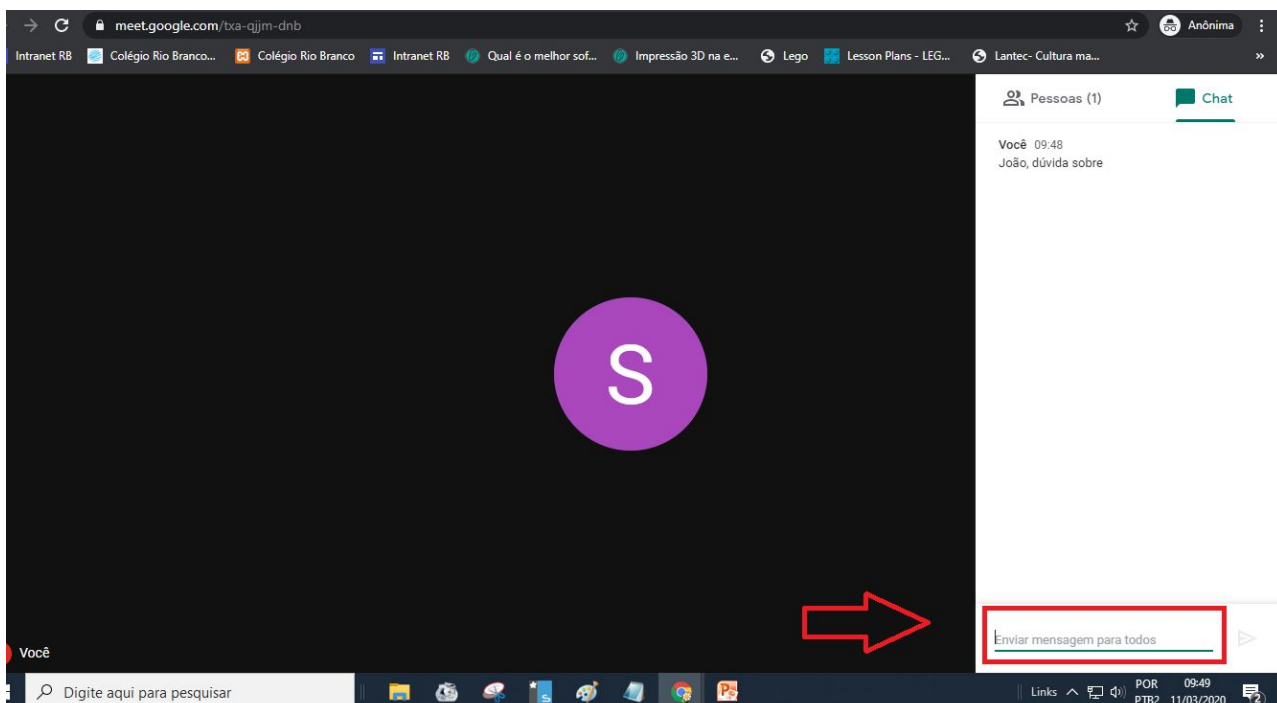 meet.google.com/txa-qjjm-dnb
Anônima
Intranet RB Colégio Rio Branco... Colégio Rio Branco Intranet RB Qual é o melhor sof... Impressão 3D na e... Lego Lesson Plans - LEG... Lantec- Cultura ma... »
Pessoas (1) Chat
Você 09:48
João, dúvida sobre
S
Enviar mensagem para todos
Você
Digite aqui para pesquisar
Links POR 09:49
PTB2 11/03/2020 2